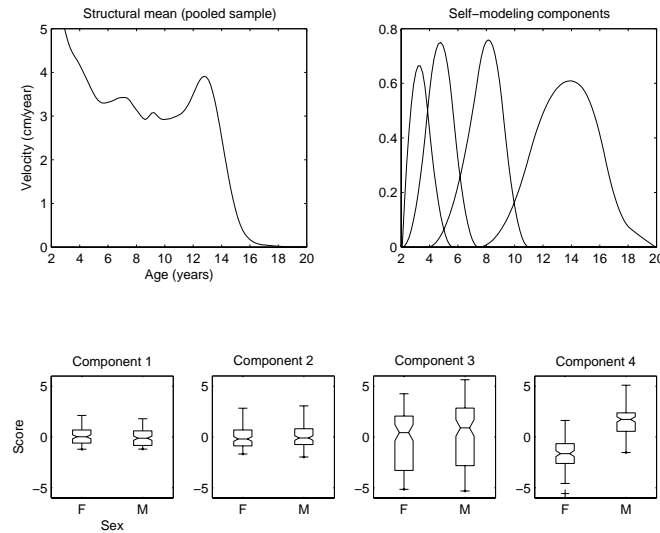 Structural mean (pooled sample)
5
4
3
2
1
0
Velocity (cm/year)
2 4 6 8 10 12 14 16 18 20
Age (years)
Self−modeling components
0.8
0.6
0.4
0.2
0
2 4 6 8 10 12 14 16 18 20
Component 1
5
0
−5
Score
F M
Sex
Component 2
5
0
−5
F M
Component 3
5
0
−5
F M
Component 4
5
0
−5
F M